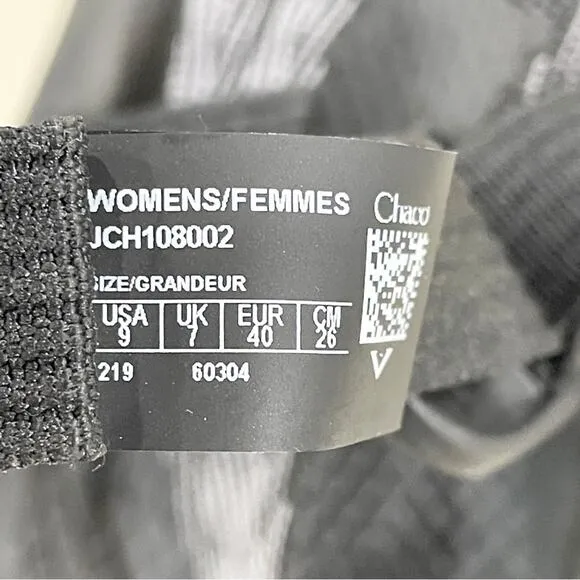 WOMENS/FEMMES
Chaco
JCH108002
SIZE/GRANDEUR
USA UK EUR CM
9 7 40 26
219 60304
V